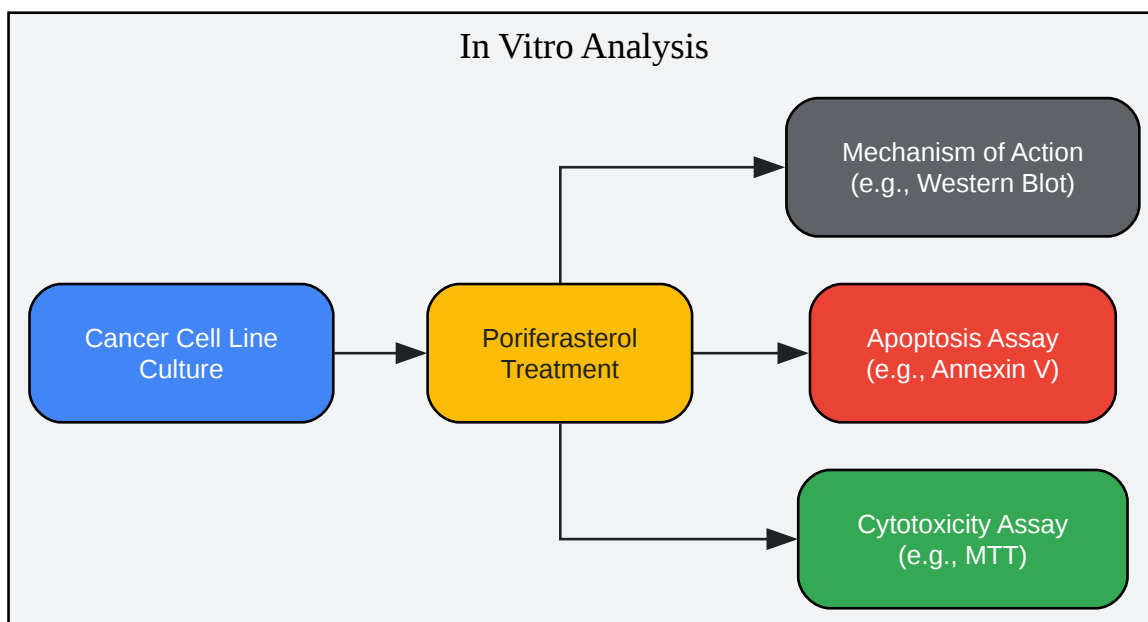 In Vitro Analysis
Mechanism of Action
(e.g., Western Blot)
Cancer Cell Line
Culture
Poriferasterol
Treatment
Apoptosis Assay
(e.g., Annexin V)
Cytotoxicity Assay
(e.g., MTT)